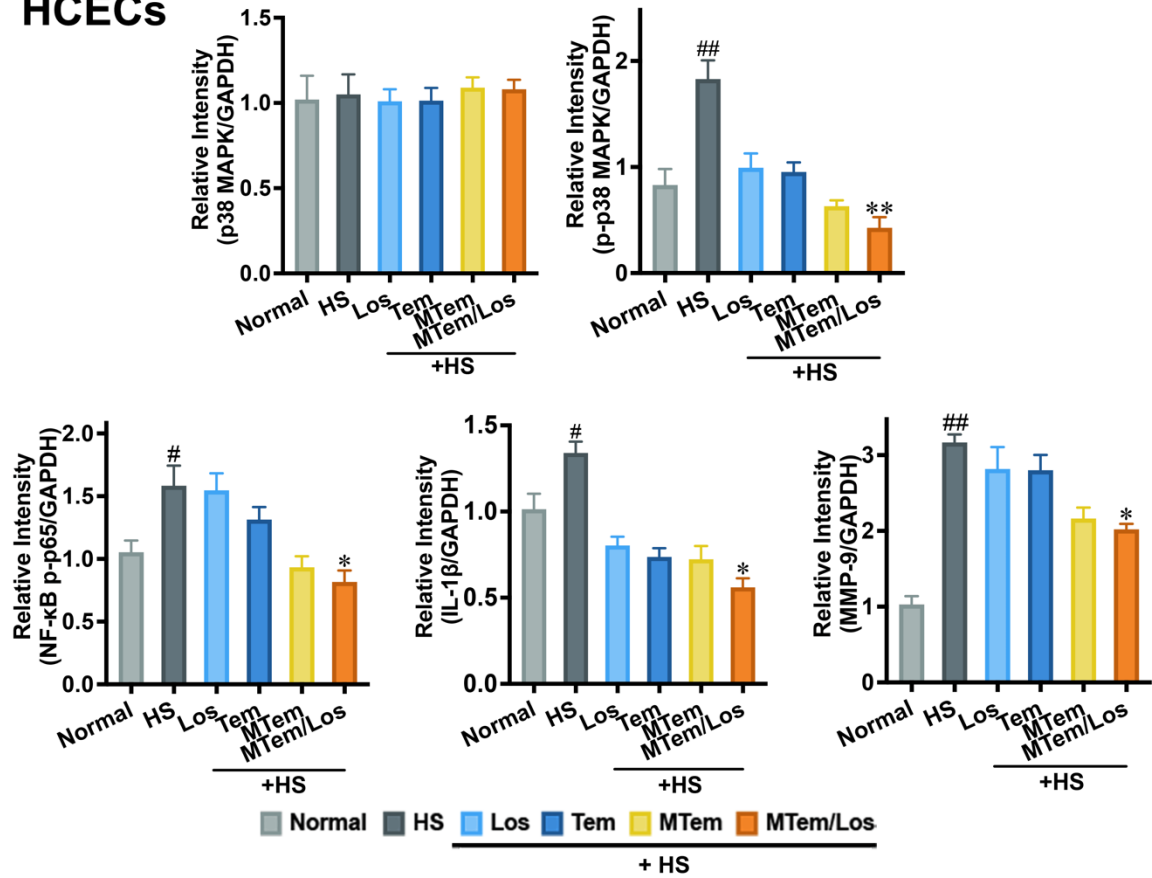 HCECs
Relative Intensity
(p38 MAPK/GAPDH)
1.5
1.0
0.5
0.0
Normal
HS
Los
Tem
MTem
MTem/Los
+HS
Relative Intensity
(p-p38 MAPK/GAPDH)
2
1
0
##
**
Normal
HS
Los
Tem
MTem
MTem/Los
+HS
Relative Intensity
(NF-κB p-p65/GAPDH)
2.0
1.5
1.0
0.5
0.0
#
*
Normal
HS
Los
Tem
MTem
MTem/Los
+HS
Relative Intensity
(IL-1β/GAPDH)
1.5
1.0
0.5
0.0
#
*
Normal
HS
Los
Tem
MTem
MTem/Los
+HS
Relative Intensity
(MMP-9/GAPDH)
3
2
1
0
##
*
Normal
HS
Los
Tem
MTem
MTem/Los
+HS
Normal HS Los Tem MTem MTem/Los
+ HS